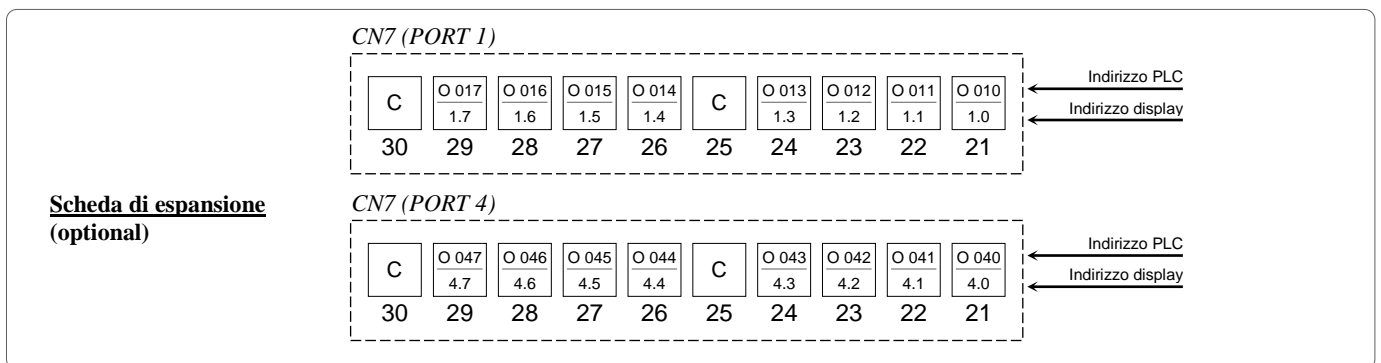 CN7 (PORT 1)
C O 017 O 016 O 015 O 014 C O 013 O 012 O 011 O 010 Indirizzo PLC
1.7 1.6 1.5 1.4 1.3 1.2 1.1 1.0 Indirizzo display
30 29 28 27 26 25 24 23 22 21
Scheda di espansione
(optional)
CN7 (PORT 4)
C O 047 O 046 O 045 O 044 C O 043 O 042 O 041 O 040 Indirizzo PLC
4.7 4.6 4.5 4.4 4.3 4.2 4.1 4.0 Indirizzo display
30 29 28 27 26 25 24 23 22 21